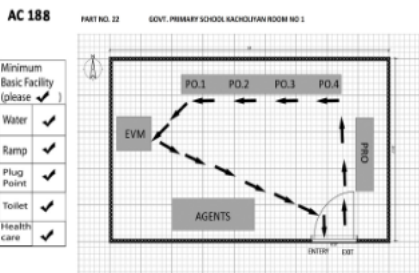 AC 188
PART NO. 22
GOVT. PRIMARY SCHOOL KACHOLIYAN ROOM NO 1
Minimum
Basic Facility
(please ✔ )
Water ✔
Ramp ✔
Plug
Point ✔
Toilet ✔
Health
care ✔
PO.1 PO.2 PO.3 PO.4
EVM
PRO
AGENTS
ENTERY EXIT